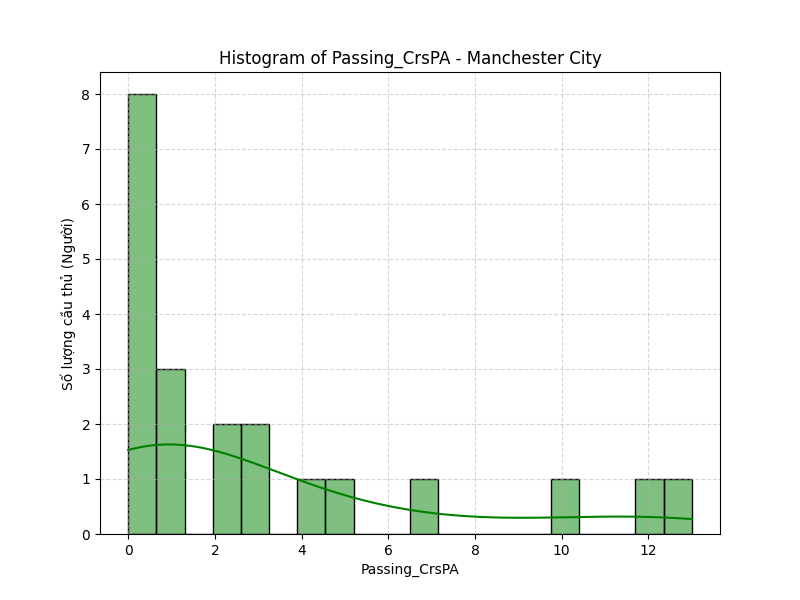 Histogram of Passing_CrsPA - Manchester City
Số lượng cầu thủ (Người)
8
7
6
5
4
3
2
1
0
0 2 4 6 8 10 12
Passing_CrsPA